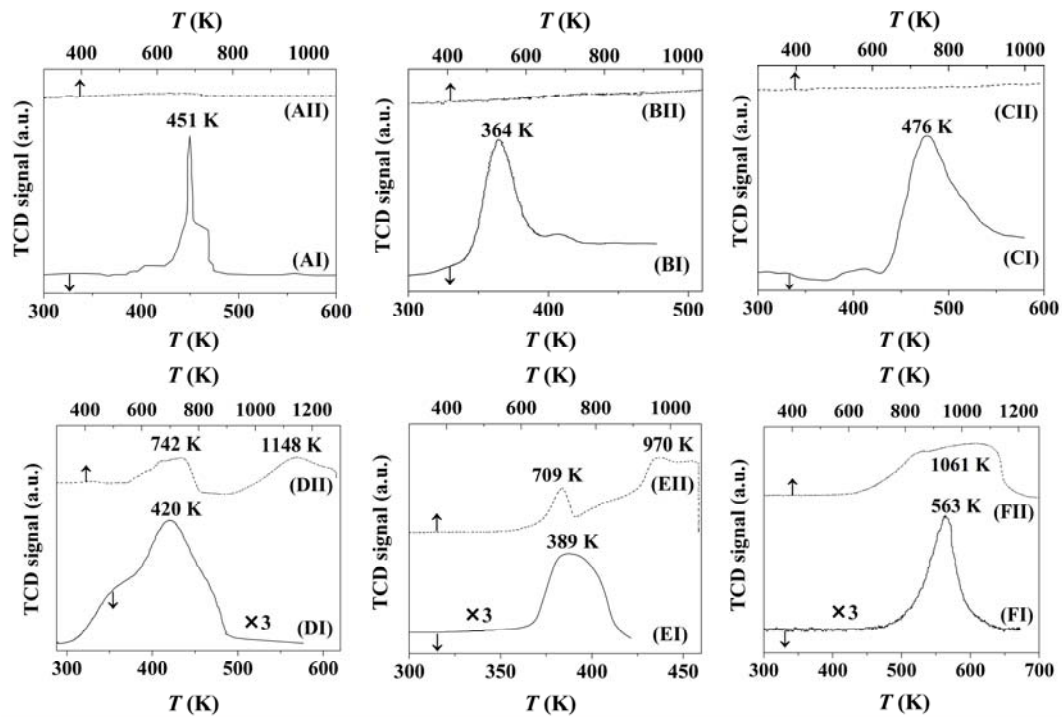 T (K)
400 600 800 1000
TCD signal (a.u.)
(AII)
451 K
(AI)
300 400 500 600
T (K)
T (K)
400 600 800 1000
TCD signal (a.u.)
(BII)
364 K
(BI)
300 400 500
T (K)
T (K)
400 600 800 1000
TCD signal (a.u.)
(CII)
476 K
(CI)
300 400 500 600
T (K)
T (K)
400 600 800 1000 1200
TCD signal (a.u.)
742 K 1148 K
(DII)
420 K
×3
(DI)
300 400 500 600
T (K)
T (K)
400 600 800 1000
TCD signal (a.u.)
970 K
709 K
(EII)
389 K
×3
(EI)
300 350 400 450
T (K)
T (K)
400 600 800 1000 1200
TCD signal (a.u.)
1061 K
(FII)
563 K
×3
(FI)
300 400 500 600 700
T (K)